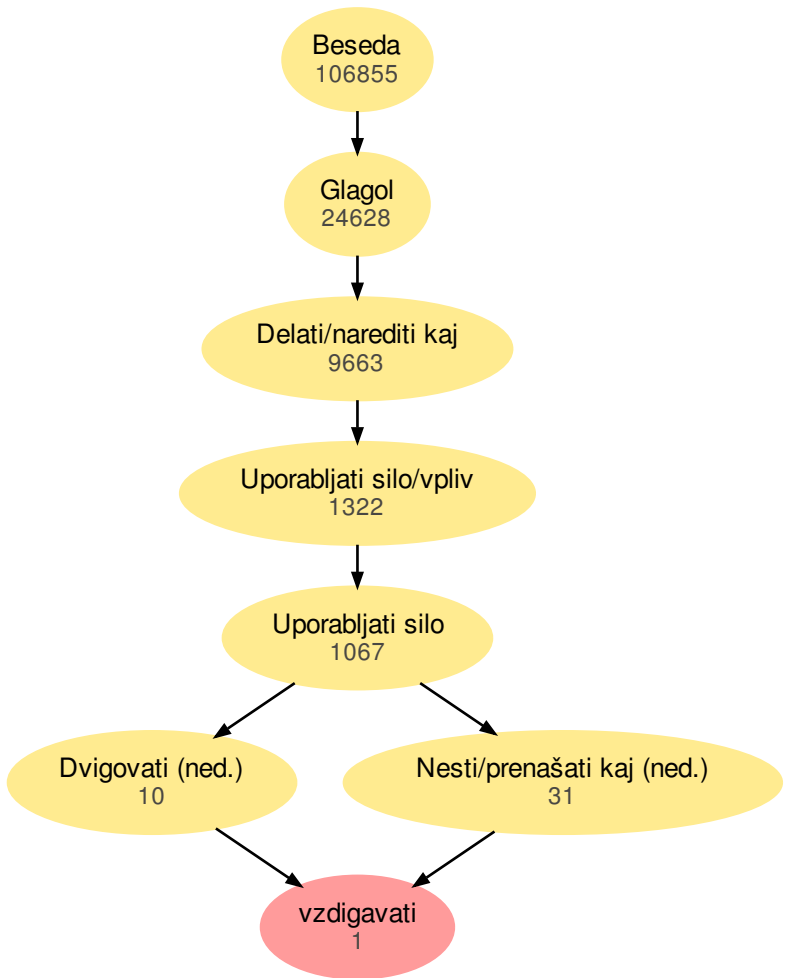 Beseda
106855
Glagol
24628
Delati/narediti kaj
9663
Uporabljati silo/vpliv
1322
Uporabljati silo
1067
Dvigovati (ned.)
10
Nesti/prenašati kaj (ned.)
31
vzdigavati
1